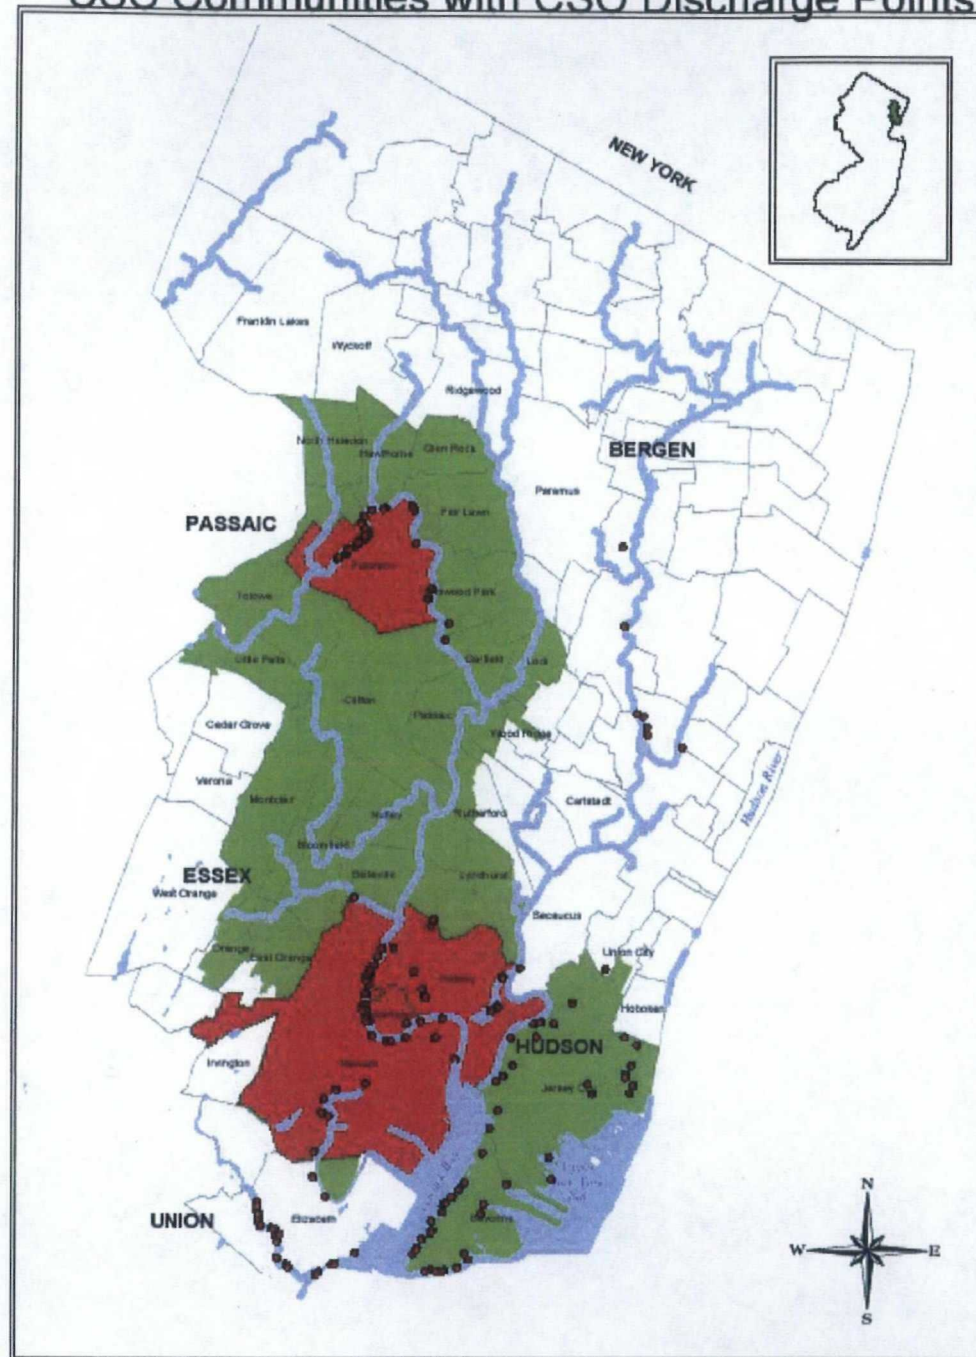 CSO Communities with CSO Discharge Points
NEW YORK
Franklin Lakes
Wyckoff
Ridgewood
BERGEN
North Haledon
Hawthorne
Glen Rock
Paramus
PASSAIC
Fair Lawn
Paterson
Elmwood Park
Totowa
Little Falls
Garfield
Lodi
Clifton
Passaic
Cedar Grove
Wood Ridge
Verona
Hudson River
Montclair
Carlstadt
Nutley
Rutherford
Bloomfield
ESSEX
Belleville
Lyndhurst
West Orange
Secaucus
Orange
East Orange
Union City
Kearny
Hoboken
HUDSON
Irvington
Newark
Jersey C
UNION
Elizabeth
Bayonne
N
W
E
S